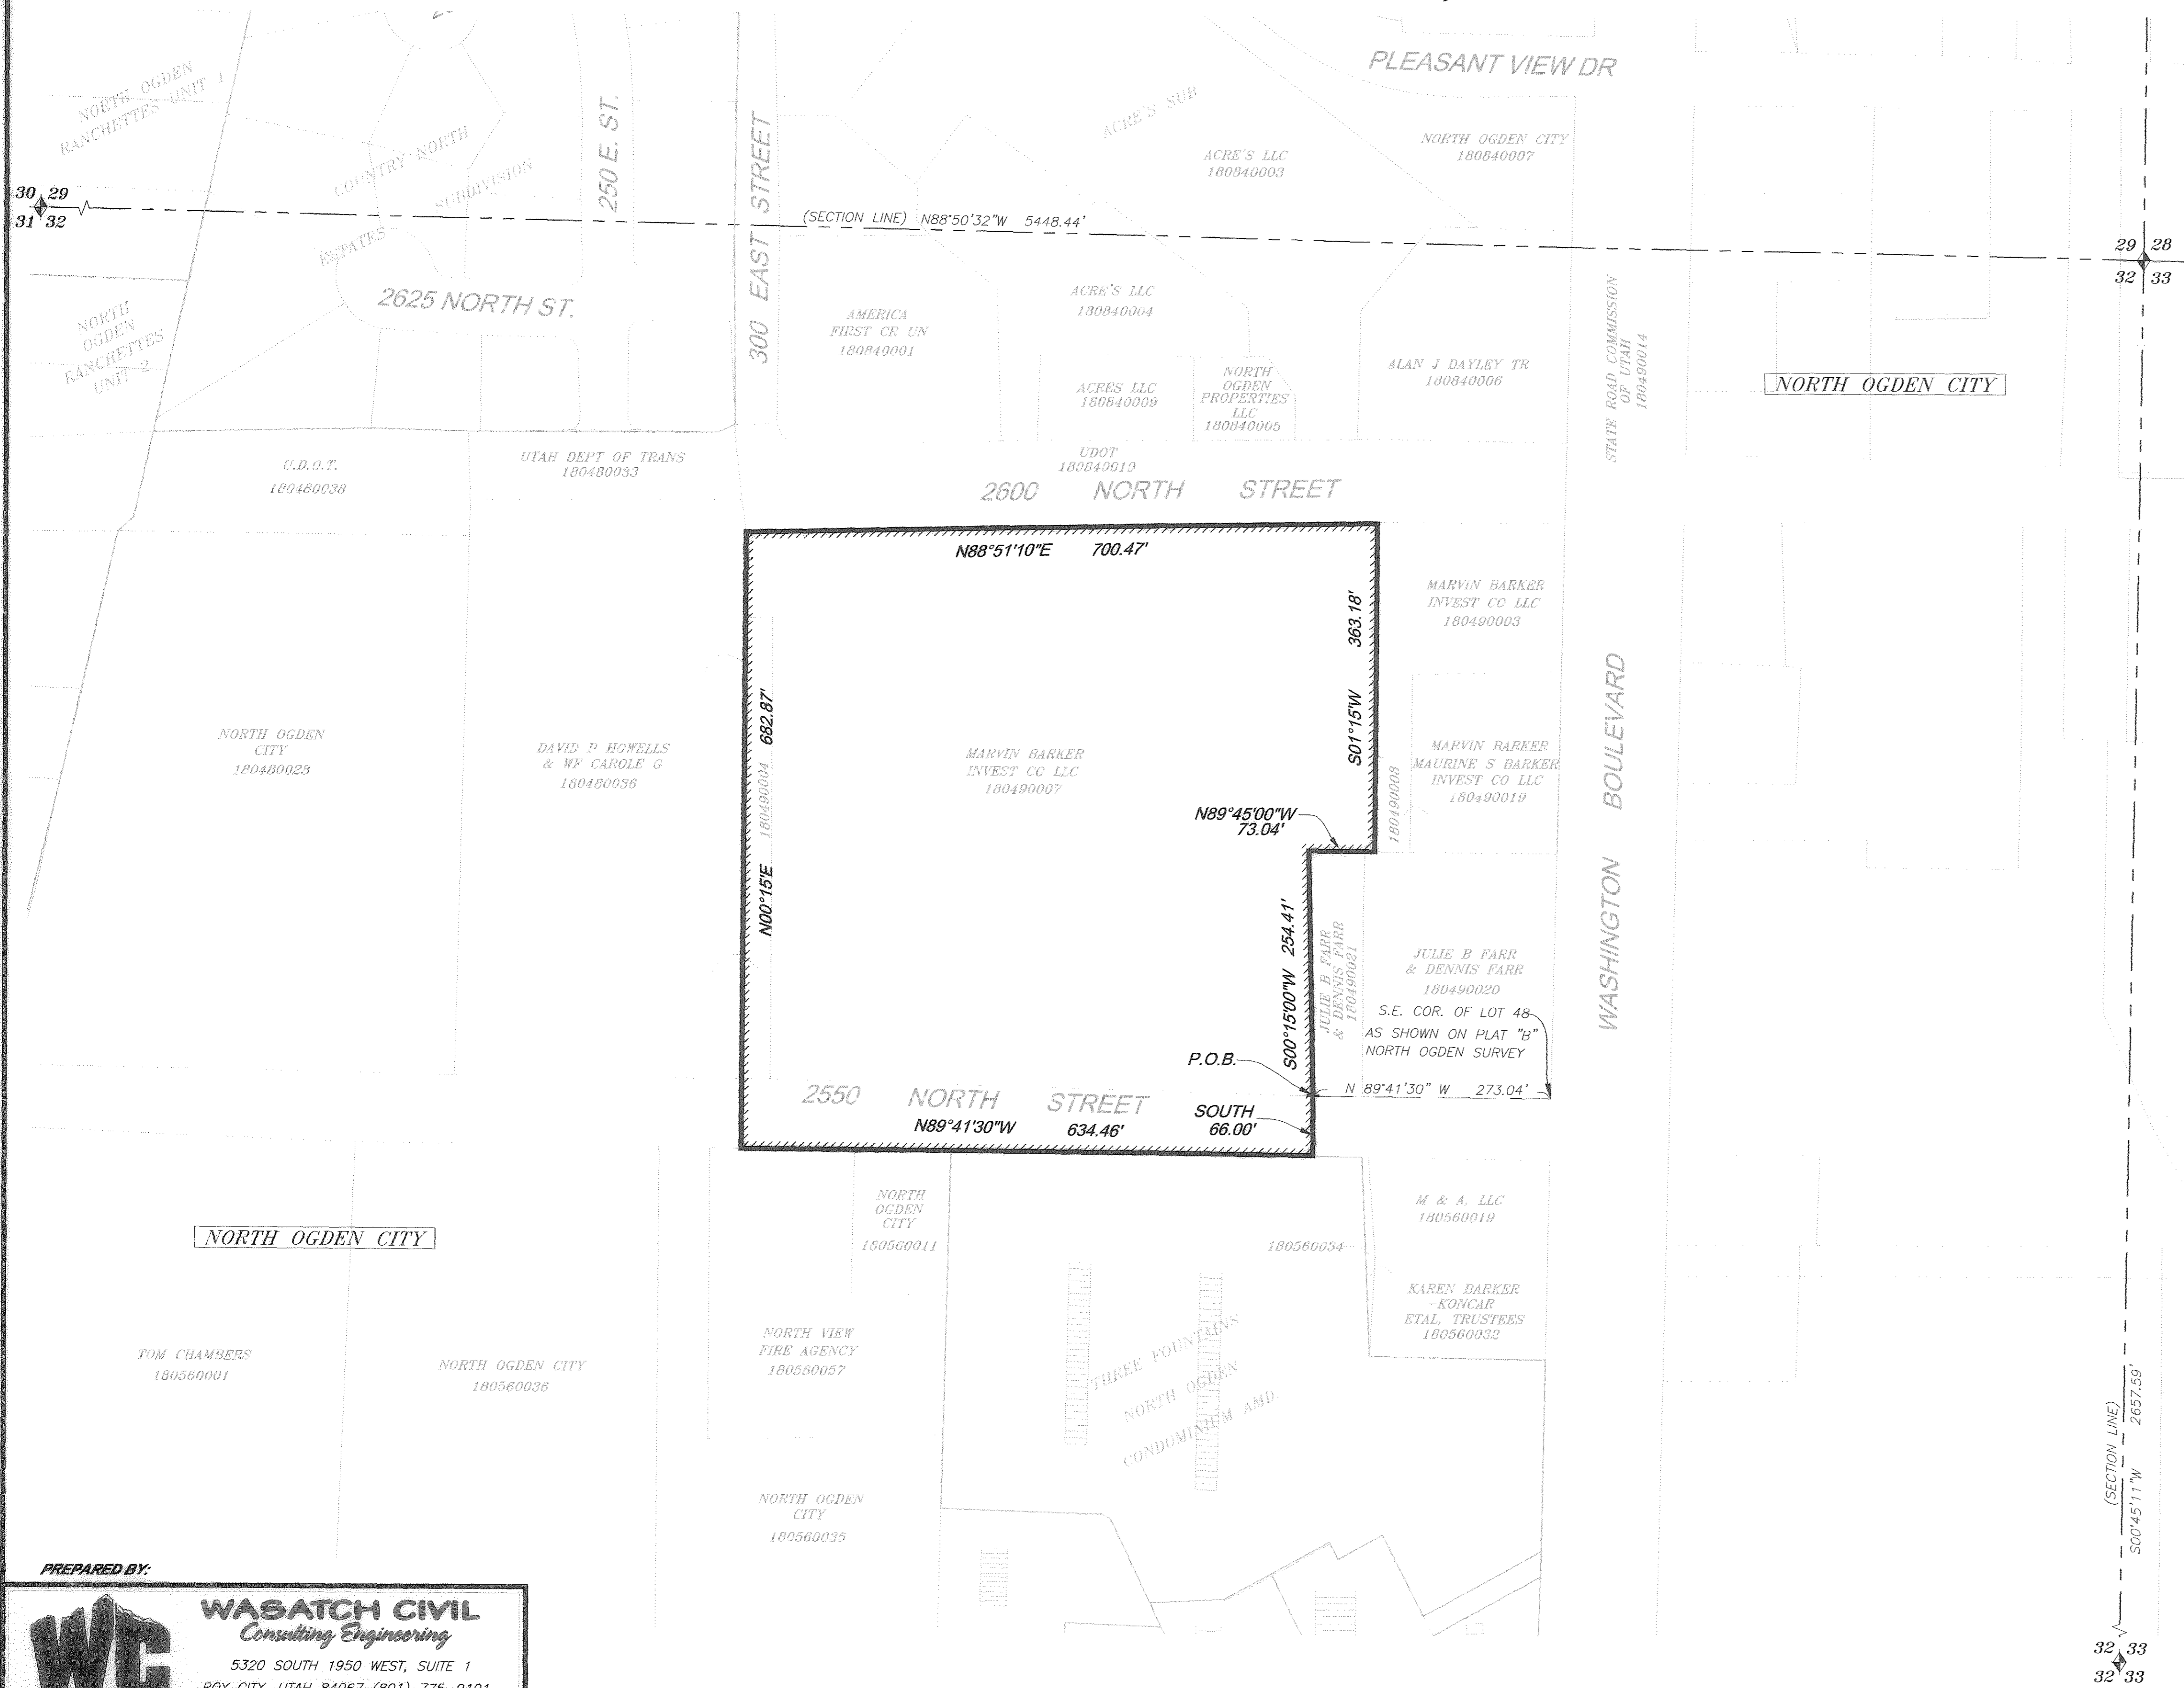 PLEASANT VIEW DR
NORTH OGDEN
RANCHETTES UNIT 1
COUNTRY NORTH
SUBDIVISION
ESTATES
250 E. ST.
300 EAST STREET
ACRE'S SUB
ACRE'S LLC
180840003
NORTH OGDEN CITY
180840007
30 29
31 32
(SECTION LINE) N88°50'32"W 5448.44'
29 28
32 33
2625 NORTH ST.
NORTH
OGDEN
RANCHETTES
UNIT 2
AMERICA
FIRST CR UN
180840001
ACRE'S LLC
180840004
ACRES LLC
180840009
NORTH
OGDEN
PROPERTIES
LLC
180840005
ALAN J DAYLEY TR
180840006
STATE ROAD COMMISSION
OF UTAH
180490014
NORTH OGDEN CITY
U.D.O.T.
180480038
UTAH DEPT OF TRANS
180480033
UDOT
180840010
2600 NORTH STREET
N88°51'10"E 700.47'
S01°15'W 363.18'
MARVIN BARKER
INVEST CO LLC
180490003
NORTH OGDEN
CITY
180480028
DAVID P HOWELLS
& WF CAROLE G
180480036
N00°15'E 682.87'
180490004
MARVIN BARKER
INVEST CO LLC
180490007
180490008
MARVIN BARKER
MAURINE S BARKER
INVEST CO LLC
180490019
WASHINGTON BOULEVARD
N89°45'00"W
73.04'
S00°15'00"W 254.41'
JULIE B FARR
& DENNIS FARR
180490021
JULIE B FARR
& DENNIS FARR
180490020
S.E. COR. OF LOT 48
AS SHOWN ON PLAT "B"
NORTH OGDEN SURVEY
P.O.B.
N 89°41'30" W 273.04'
2550 NORTH STREET
SOUTH
66.00'
N89°41'30"W 634.46'
NORTH
OGDEN
CITY
180560011
180560034
M & A, LLC
180560019
NORTH OGDEN CITY
KAREN BARKER
-KONCAR
ETAL, TRUSTEES
180560032
TOM CHAMBERS
180560001
NORTH OGDEN CITY
180560036
NORTH VIEW
FIRE AGENCY
180560057
THREE FOUNTAINS
NORTH OGDEN
CONDOMINIUM AMD.
NORTH OGDEN
CITY
180560035
(SECTION LINE)
S00°45'11"W 2657.59'
32 33
32 33
PREPARED BY:
WC
WASATCH CIVIL
Consulting Engineering
5320 SOUTH 1950 WEST, SUITE 1
ROY CITY, UTAH 84067 (801) 775-9191